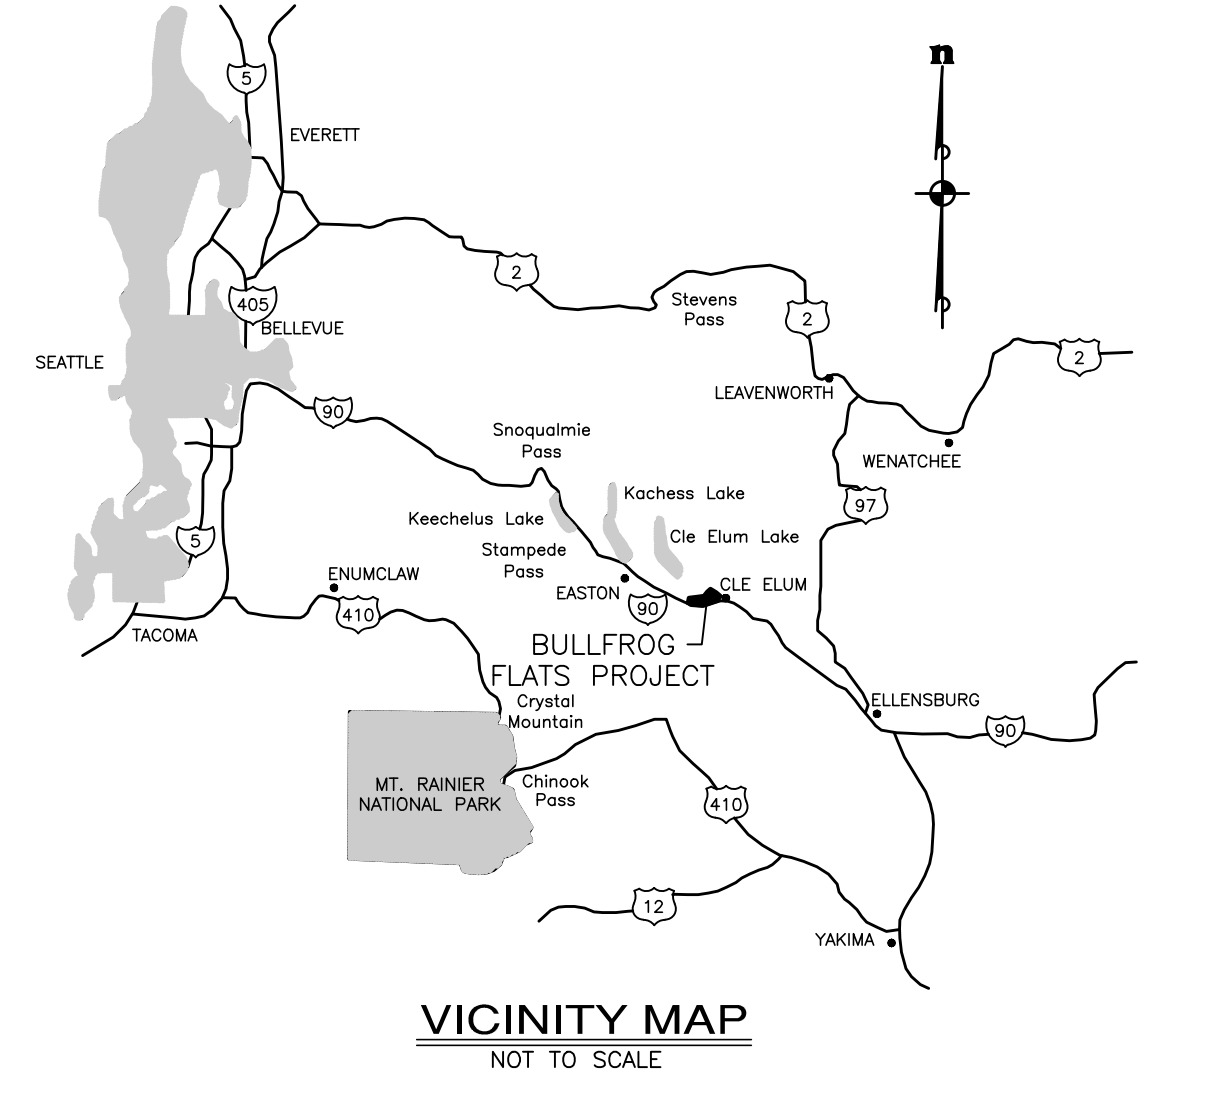 n
5
EVERETT
2
405
BELLEVUE
Stevens
Pass
2
2
SEATTLE
LEAVENWORTH
90
Snoqualmie
Pass
WENATCHEE
Kachess Lake
97
Keechelus Lake
Cle Elum Lake
5
Stampede
Pass
ENUMCLAW
EASTON
CLE ELUM
90
410
TACOMA
BULLFROG
FLATS PROJECT
Crystal
Mountain
ELLENSBURG
90
MT. RAINIER
NATIONAL PARK
Chinook
Pass
410
12
YAKIMA
VICINITY MAP
NOT TO SCALE